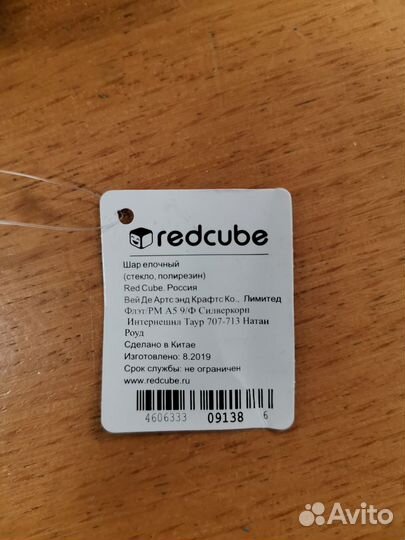 redcube
Шар елочный
(стекло, полирезин)
Red Cube. Россия
Вей Де Артс энд Крафтс Ко., Лимитед
Флэт/РМ А5 9/Ф Силверкорп
Интернешнл Таур 707-713 Натан
Роуд
Сделано в Китае
Изготовлено: 8.2019
Срок службы: не ограничен
www.redcube.ru
4606333 09138 6
Avito